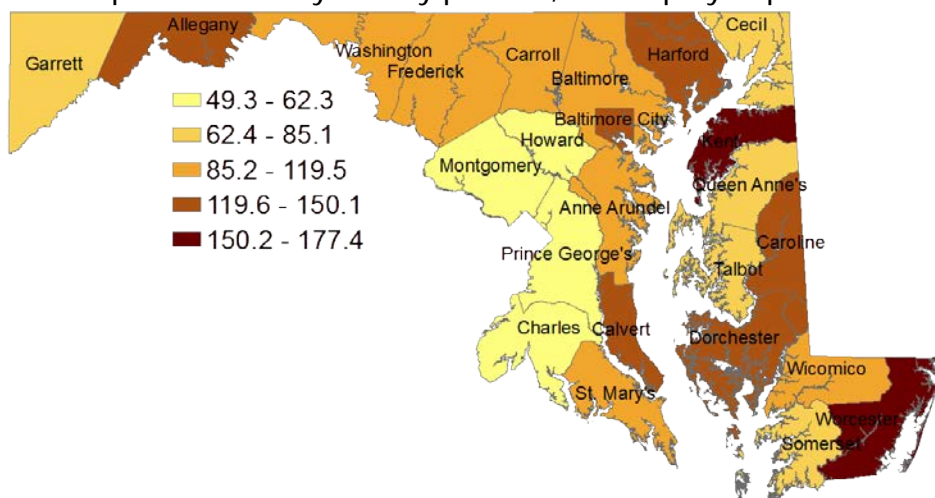 Allegany
Cecil
Garrett
Washington
Frederick
Carroll
Harford
Baltimore
49.3 - 62.3
62.4 - 85.1
85.2 - 119.5
119.6 - 150.1
150.2 - 177.4
Baltimore City
Howard
Kent
Montgomery
Queen Anne's
Anne Arundel
Caroline
Prince George's
Talbot
Charles
Calvert
Dorchester
Wicomico
St. Mary's
Worcester
Somerset